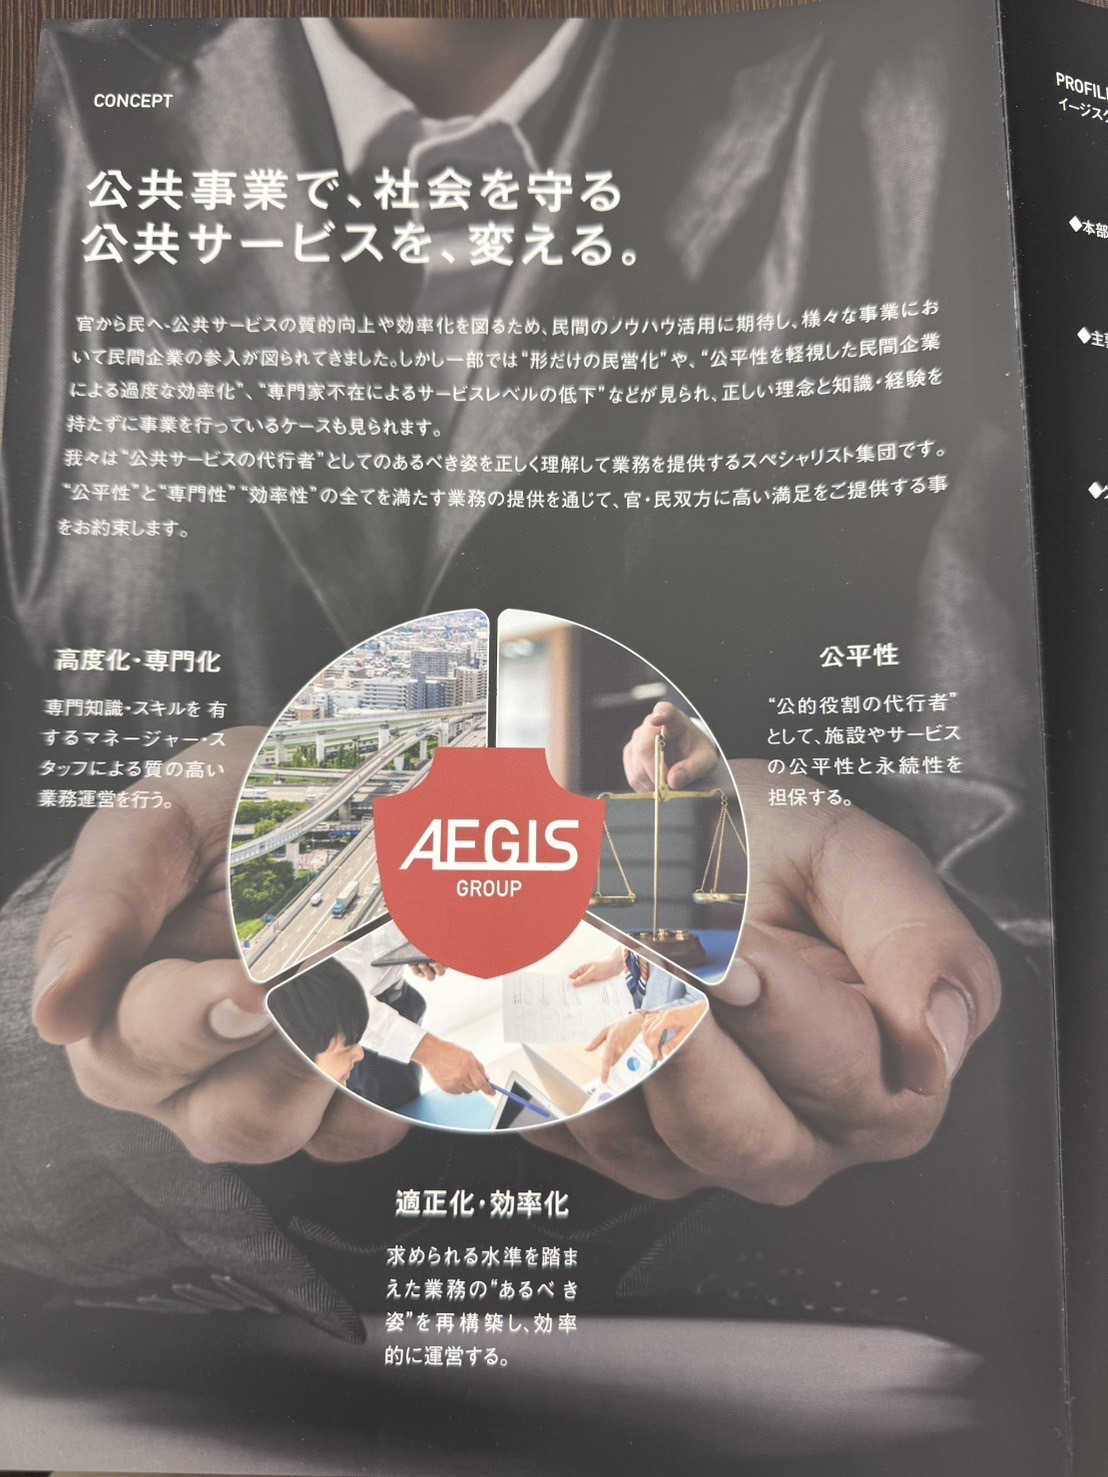 CONCEPT
公共事業で、社会を守る
公共サービスを、変える。
官から民へ-公共サービスの質的向上や効率化を図るため、民間のノウハウ活用に期待し、様々な事業にお
いて民間企業の参入が図られてきました。しかし一部では“形だけの民営化”や、“公平性を軽視した民間企業
による過度な効率化”、“専門家不在によるサービスレベルの低下”などが見られ、正しい理念と知識・経験を
持たずに事業を行っているケースも見られます。
我々は“公共サービスの代行者”としてのあるべき姿を正しく理解して業務を提供するスペシャリスト集団です。
“公平性”と“専門性”“効率性”の全てを満たす業務の提供を通じて、官・民双方に高い満足をご提供する事
をお約束します。
高度化・専門化
専門知識・スキルを有
するマネージャー・ス
タッフによる質の高い
業務運営を行う。
公平性
“公的役割の代行者”
として、施設やサービス
の公平性と永続性を
担保する。
AEGIS
GROUP
適正化・効率化
求められる水準を踏ま
えた業務の“あるべき
姿”を再構築し、効率
的に運営する。
PROFIL
イージス
◆本部
◆主
◆